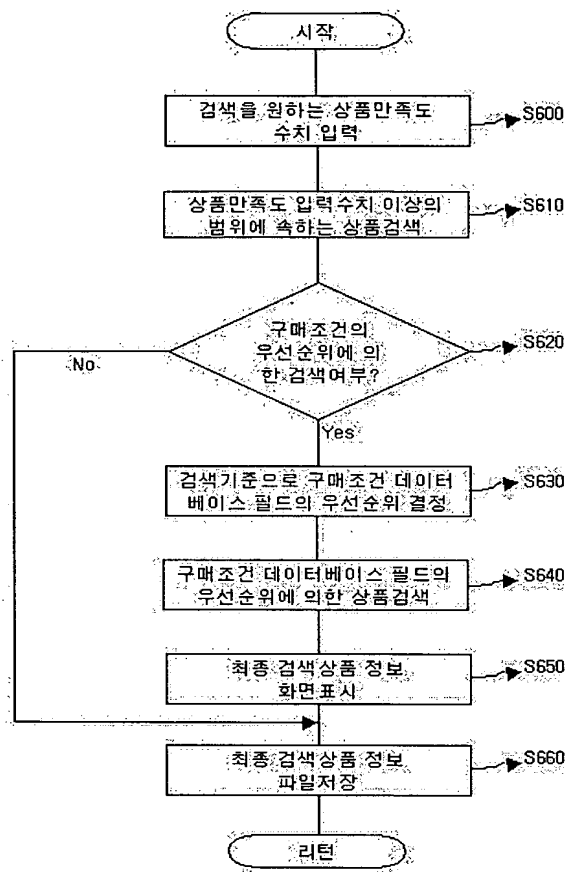 시작
검색을 원하는 상품만족도
수치 입력
S600
상품만족도 입력수치 이상의
범위에 속하는 상품검색
S610
구매조건의
우선순위에 의
한 검색여부?
S620
No
Yes
검색기준으로 구매조건 데이터
베이스 필드의 우선순위 결정
S630
구매조건 데이터베이스 필드의
우선순위에 의한 상품검색
S640
최종 검색상품 정보
화면표시
S650
최종 검색상품 정보
파일저장
S660
리턴